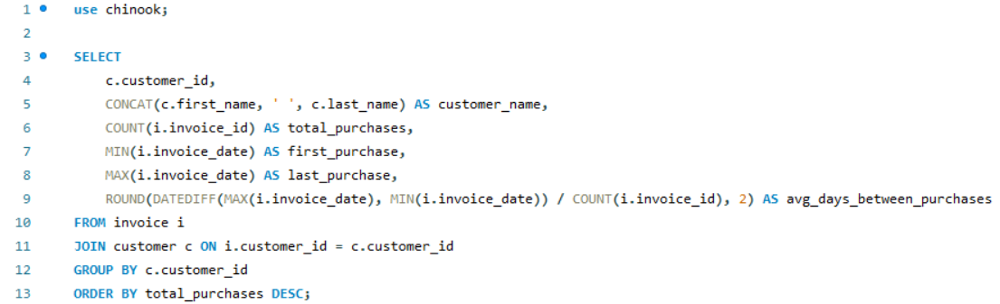 1 use chinook;
2
3 SELECT
4 c.customer_id,
5 CONCAT(c.first_name, ' ', c.last_name) AS customer_name,
6 COUNT(i.invoice_id) AS total_purchases,
7 MIN(i.invoice_date) AS first_purchase,
8 MAX(i.invoice_date) AS last_purchase,
9 ROUND(DATEDIFF(MAX(i.invoice_date), MIN(i.invoice_date)) / COUNT(i.invoice_id), 2) AS avg_days_between_purchases
10 FROM invoice i
11 JOIN customer c ON i.customer_id = c.customer_id
12 GROUP BY c.customer_id
13 ORDER BY total_purchases DESC;